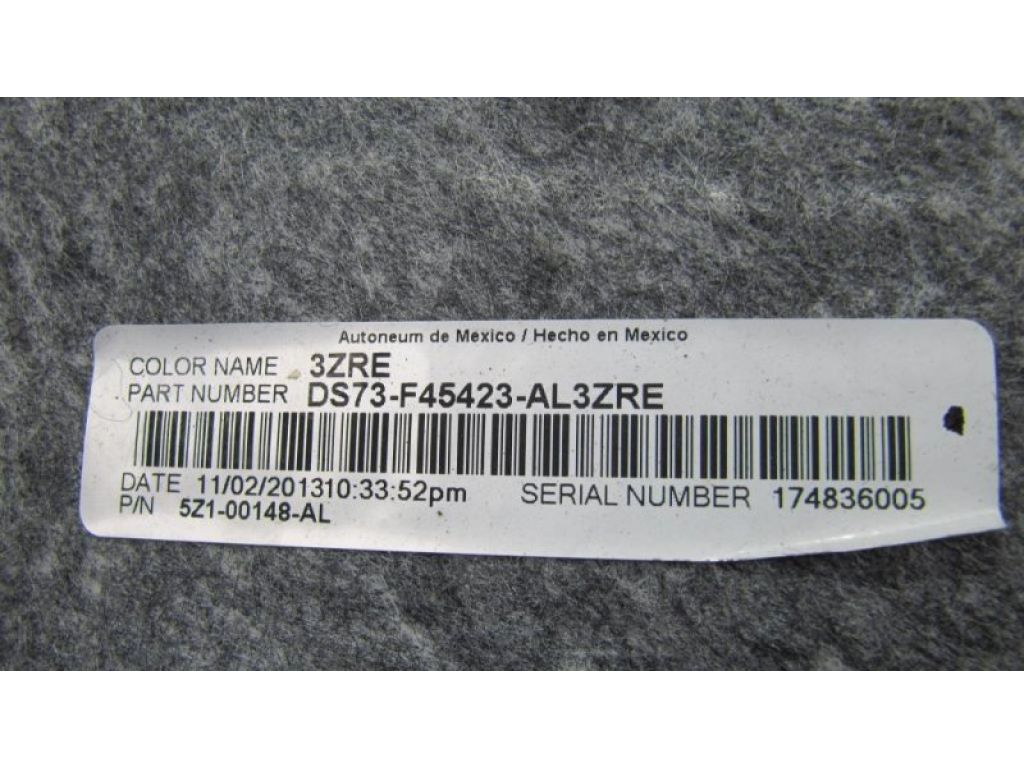 Autoneum de Mexico / Hecho en Mexico
COLOR NAME 3ZRE
PART NUMBER DS73-F45423-AL3ZRE
DATE 11/02/201310:33:52pm SERIAL NUMBER 174836005
P/N 5Z1-00148-AL